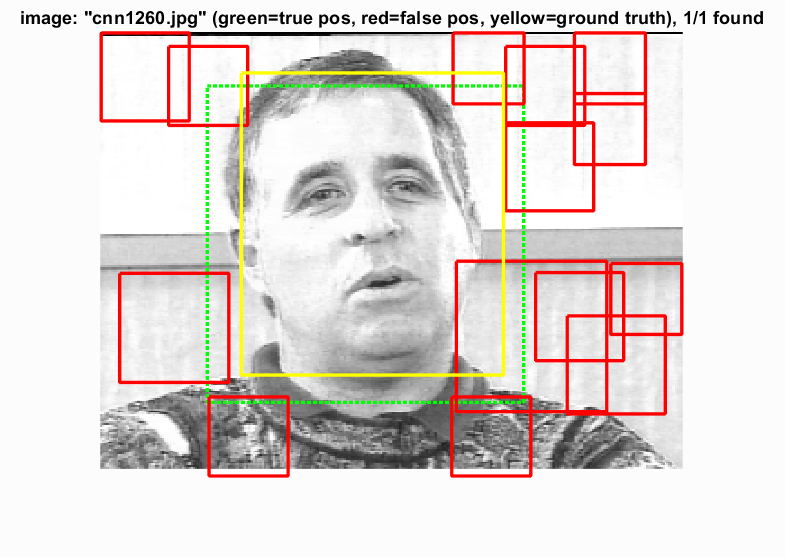 image: "cnn1260.jpg" (green=true pos, red=false pos, yellow=ground truth), 1/1 found